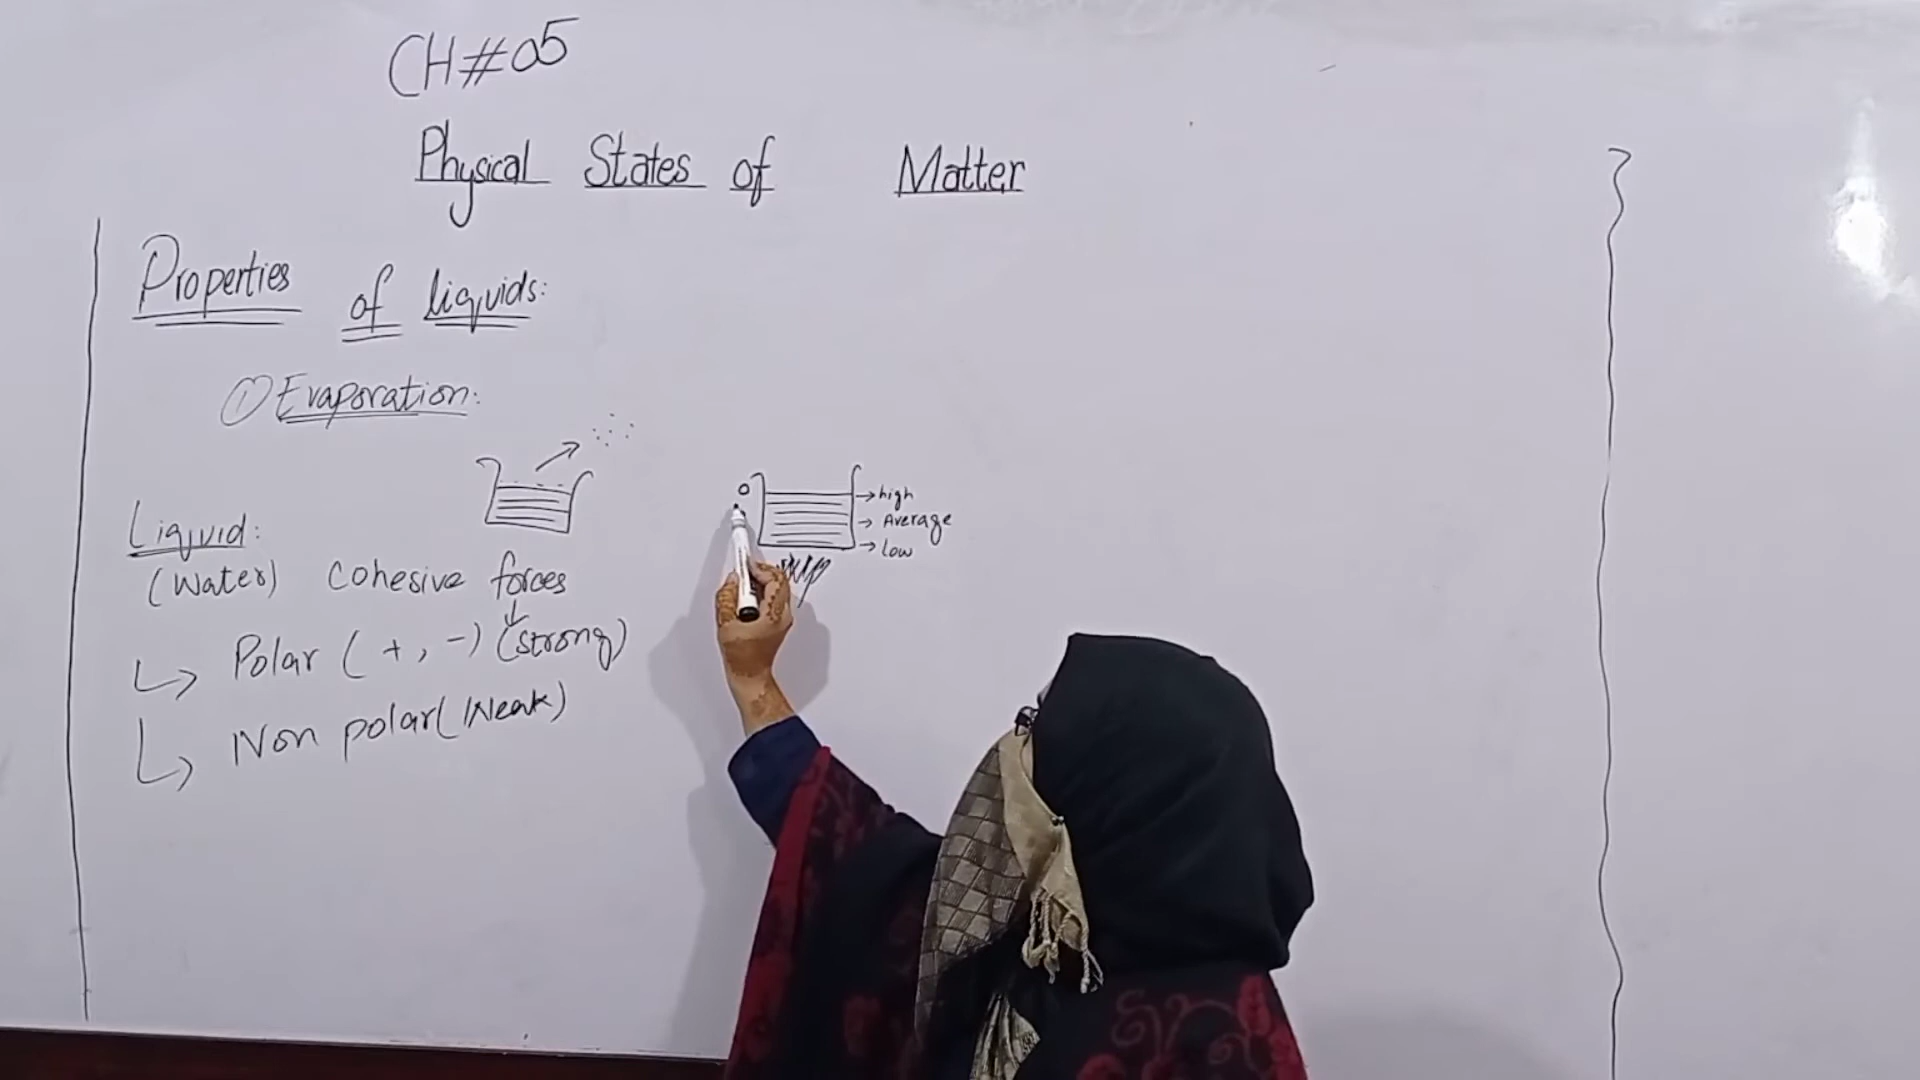 CH#05
Physical States of Matter
Properties of liquids:
① Evaporation:
→ high
→ Average
→ low
Liquid:
(Water) Cohesive forces
↳ Polar (+, -) (strong)
↳ Non polar (Weak)